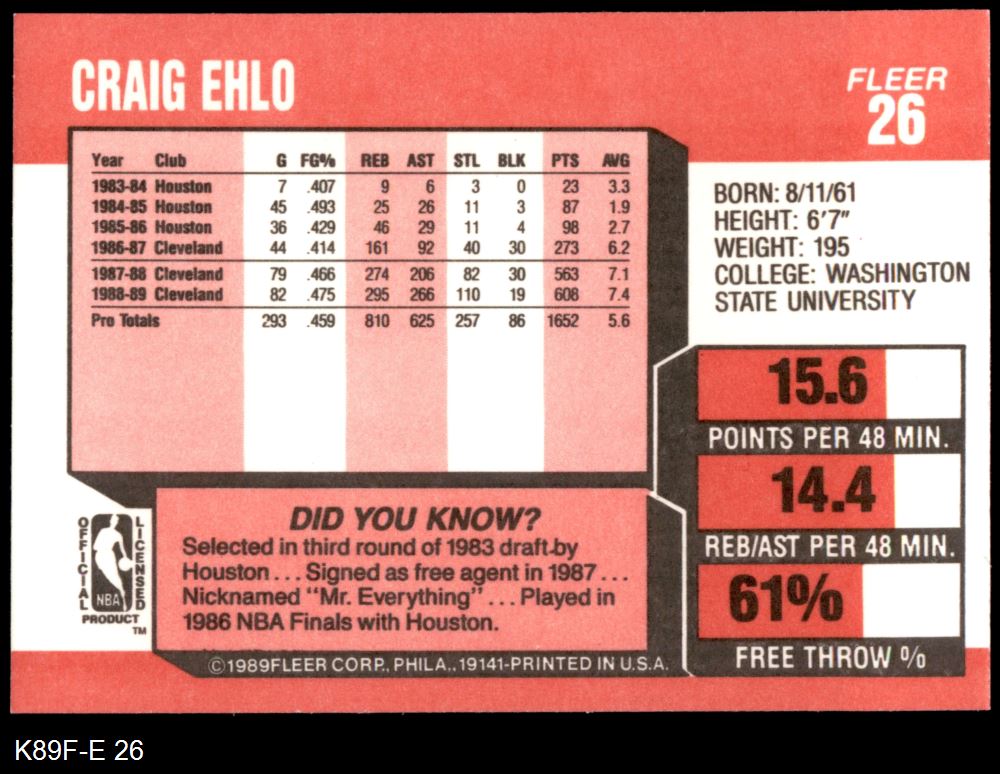 CRAIG EHLO
FLEER
26
Year Club G FG% REB AST STL BLK PTS AVG
1983-84 Houston 7 .407 9 6 3 0 23 3.3
1984-85 Houston 45 .493 25 26 11 3 87 1.9
1985-86 Houston 36 .429 46 29 11 4 98 2.7
1986-87 Cleveland 44 .414 161 92 40 30 273 6.2
1987-88 Cleveland 79 .466 274 206 82 30 563 7.1
1988-89 Cleveland 82 .475 295 266 110 19 608 7.4
Pro Totals 293 .459 810 625 257 86 1652 5.6
BORN: 8/11/61
HEIGHT: 6'7"
WEIGHT: 195
COLLEGE: WASHINGTON
STATE UNIVERSITY
15.6
POINTS PER 48 MIN.
14.4
REB/AST PER 48 MIN.
61%
FREE THROW %
OFFICIAL
LICENSED
NBA
PRODUCT
TM
DID YOU KNOW?
Selected in third round of 1983 draft by
Houston . . . Signed as free agent in 1987 . . .
Nicknamed "Mr. Everything" . . . Played in
1986 NBA Finals with Houston.
©1989FLEER CORP., PHILA., 19141-PRINTED IN U.S.A.
K89F-E 26